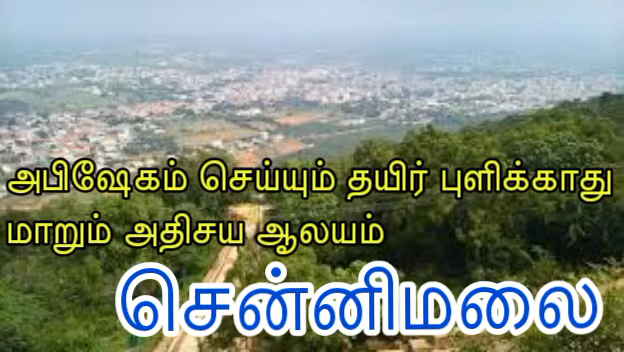 அபிஷேகம் செய்யும் தயிர் புளிக்காது
மாறும் அதிசய ஆலயம்
சென்னிமலை